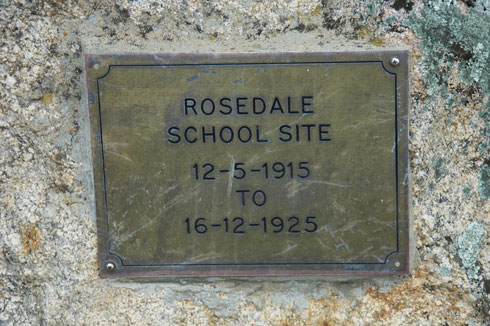 ROSEDALE
SCHOOL SITE
12-5-1915
TO
16-12-1925